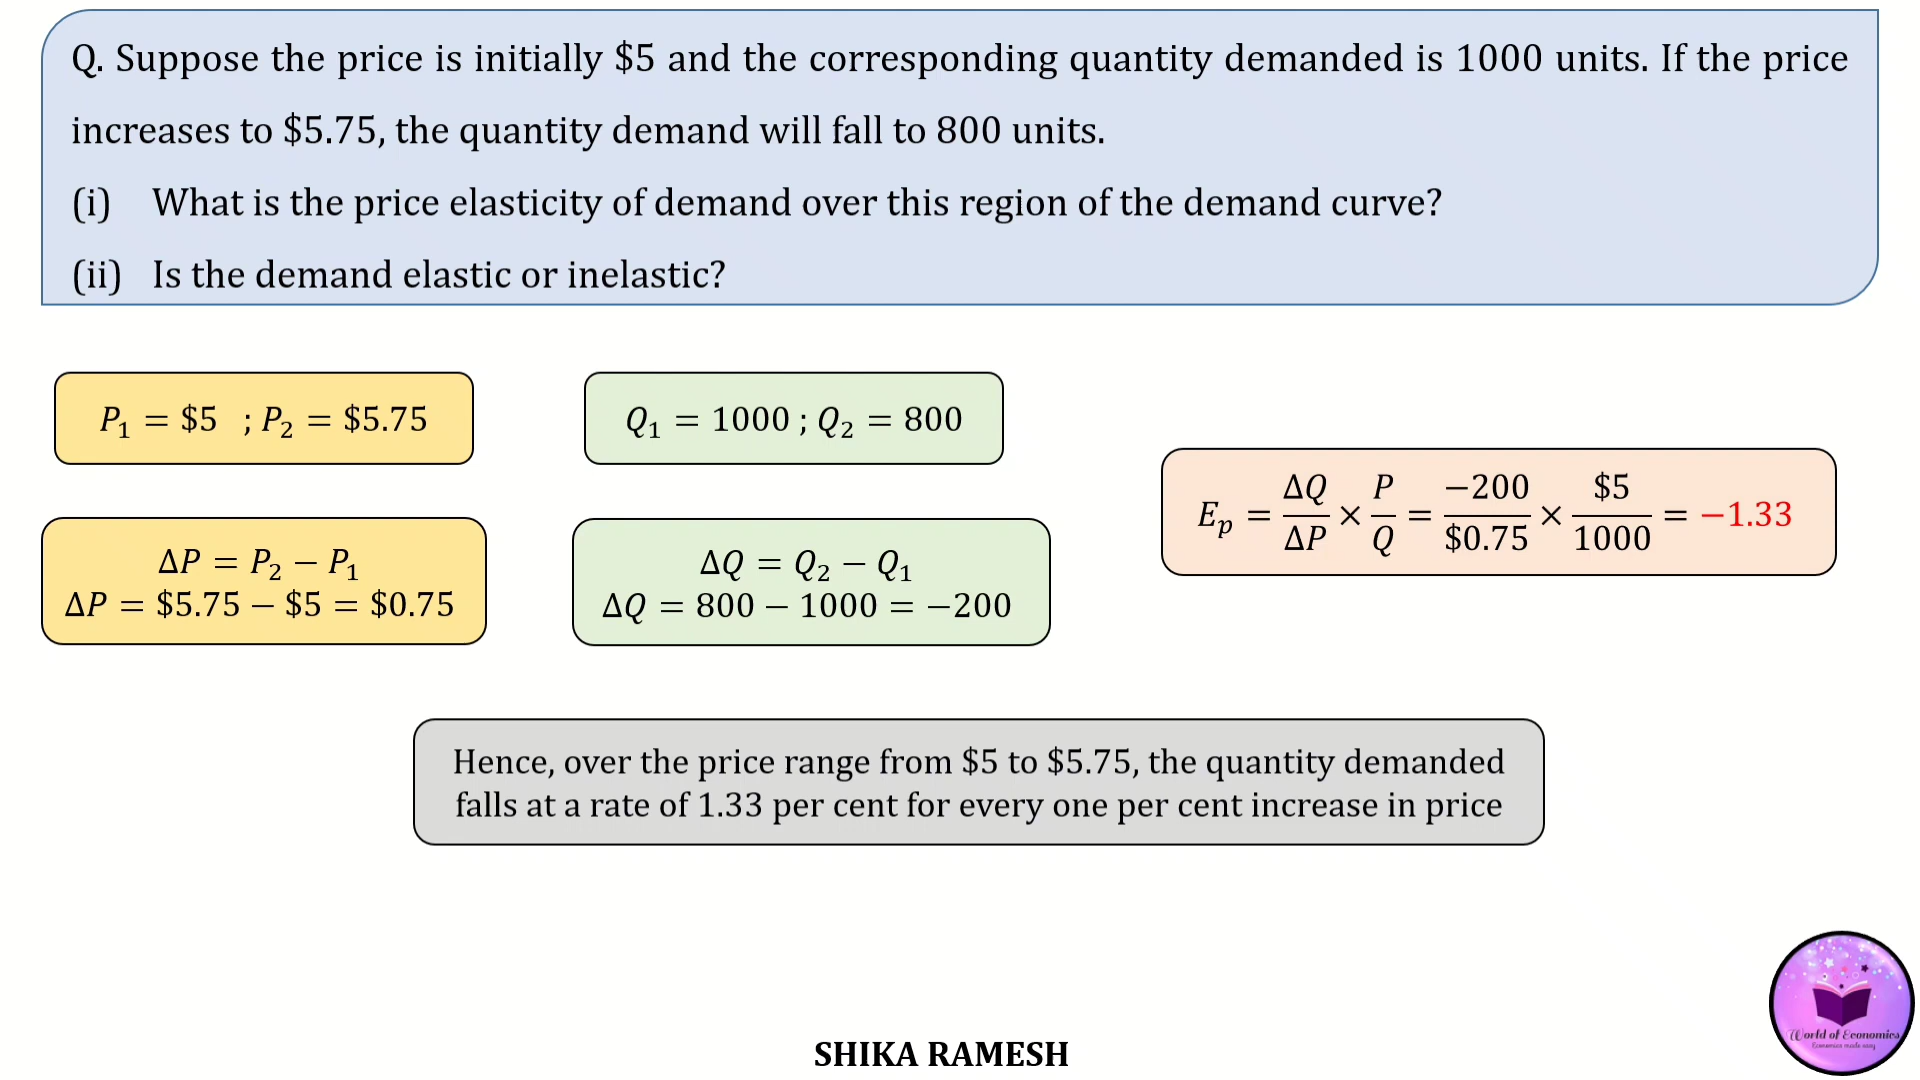 Q. Suppose the price is initially $5 and the corresponding quantity demanded is 1000 units. If the price
increases to $5.75, the quantity demand will fall to 800 units.
(i) What is the price elasticity of demand over this region of the demand curve?
(ii) Is the demand elastic or inelastic?
P₁ = $5 ; P₂ = $5.75
Q₁ = 1000 ; Q₂ = 800
ΔP = P₂ − P₁
ΔP = $5.75 − $5 = $0.75
ΔQ = Q₂ − Q₁
ΔQ = 800 − 1000 = −200
Eₚ = ΔQ/ΔP × P/Q = −200/$0.75 × $5/1000 = −1.33
Hence, over the price range from $5 to $5.75, the quantity demanded
falls at a rate of 1.33 per cent for every one per cent increase in price
World of Economics
Economics made easy
SHIKA RAMESH